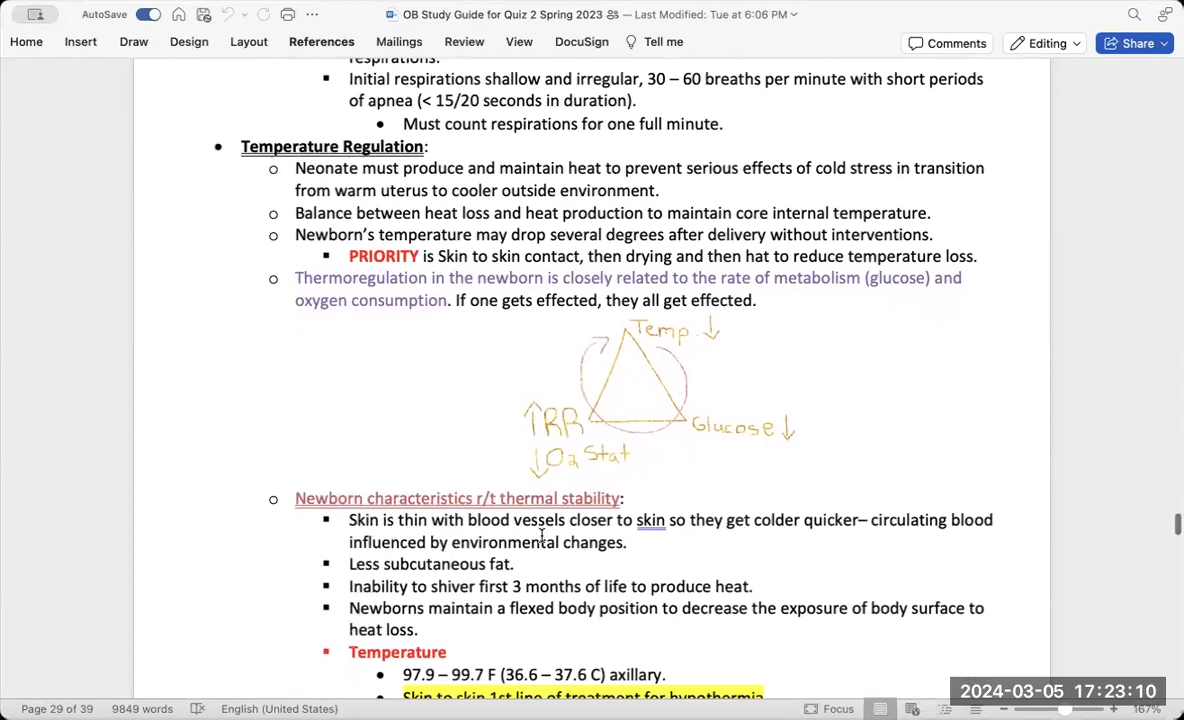 AutoSave
OB Study Guide for Quiz 2 Spring 2023 — Last Modified: Tue at 6:06 PM
Home Insert Draw Design Layout References Mailings Review View DocuSign Tell me Comments Editing Share
respirations.
▪ Initial respirations shallow and irregular, 30 – 60 breaths per minute with short periods
of apnea (< 15/20 seconds in duration).
• Must count respirations for one full minute.
• Temperature Regulation:
o Neonate must produce and maintain heat to prevent serious effects of cold stress in transition
from warm uterus to cooler outside environment.
o Balance between heat loss and heat production to maintain core internal temperature.
o Newborn's temperature may drop several degrees after delivery without interventions.
▪ PRIORITY is Skin to skin contact, then drying and then hat to reduce temperature loss.
o Thermoregulation in the newborn is closely related to the rate of metabolism (glucose) and
oxygen consumption. If one gets effected, they all get effected.
Temp ↓
↑RR Glucose ↓
↓O₂ Stat
o Newborn characteristics r/t thermal stability:
▪ Skin is thin with blood vessels closer to skin so they get colder quicker– circulating blood
influenced by environmental changes.
▪ Less subcutaneous fat.
▪ Inability to shiver first 3 months of life to produce heat.
▪ Newborns maintain a flexed body position to decrease the exposure of body surface to
heat loss.
▪ Temperature
• 97.9 – 99.7 F (36.6 – 37.6 C) axillary.
• Skin to skin 1st line of treatment for hypothermia
2024-03-05 17:23:10
Page 29 of 39 9849 words English (United States) Focus 167%